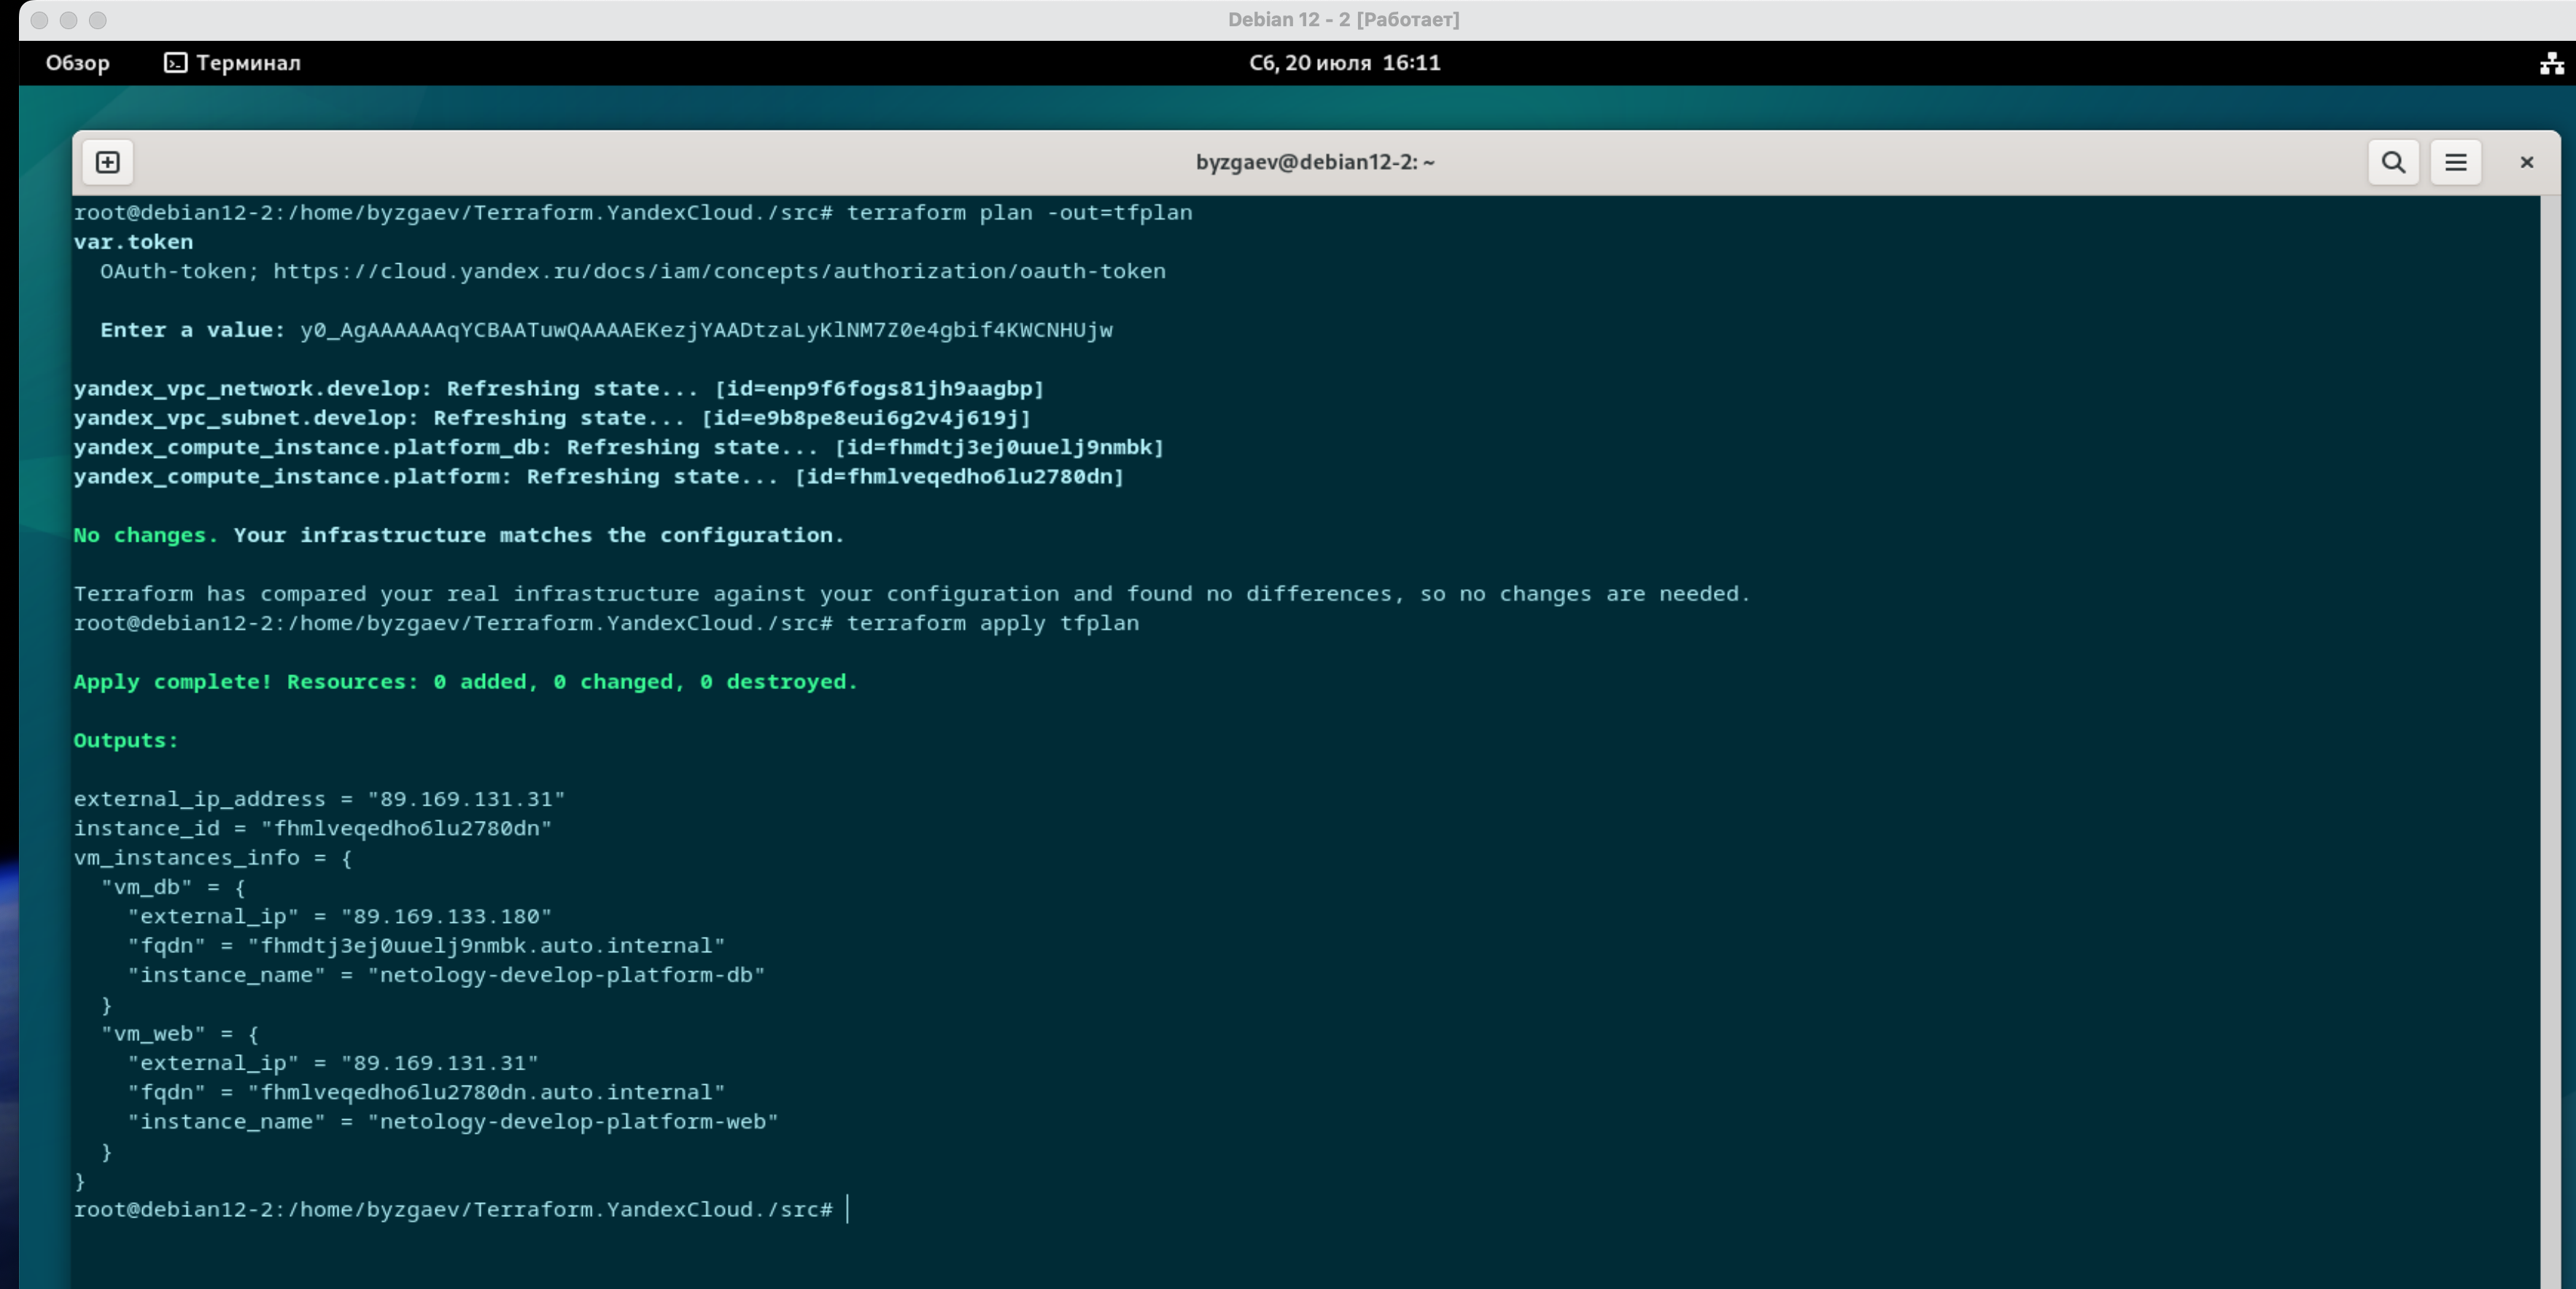 Debian 12 - 2 [Работает]
Обзор Терминал Сб, 20 июля 16:11
byzgaev@debian12-2: ~
root@debian12-2:/home/byzgaev/Terraform.YandexCloud./src# terraform plan -out=tfplan
var.token
  OAuth-token; https://cloud.yandex.ru/docs/iam/concepts/authorization/oauth-token
  Enter a value: y0_AgAAAAAAqYCBAATuwQAAAAEKezjYAADtzaLyKlNM7Z0e4gbif4KWCNHUjw
yandex_vpc_network.develop: Refreshing state... [id=enp9f6fogs81jh9aagbp]
yandex_vpc_subnet.develop: Refreshing state... [id=e9b8pe8eui6g2v4j619j]
yandex_compute_instance.platform_db: Refreshing state... [id=fhmdtj3ej0uuelj9nmbk]
yandex_compute_instance.platform: Refreshing state... [id=fhmlveqedho6lu2780dn]
No changes. Your infrastructure matches the configuration.
Terraform has compared your real infrastructure against your configuration and found no differences, so no changes are needed.
root@debian12-2:/home/byzgaev/Terraform.YandexCloud./src# terraform apply tfplan
Apply complete! Resources: 0 added, 0 changed, 0 destroyed.
Outputs:
external_ip_address = "89.169.131.31"
instance_id = "fhmlveqedho6lu2780dn"
vm_instances_info = {
  "vm_db" = {
    "external_ip" = "89.169.133.180"
    "fqdn" = "fhmdtj3ej0uuelj9nmbk.auto.internal"
    "instance_name" = "netology-develop-platform-db"
  }
  "vm_web" = {
    "external_ip" = "89.169.131.31"
    "fqdn" = "fhmlveqedho6lu2780dn.auto.internal"
    "instance_name" = "netology-develop-platform-web"
  }
}
root@debian12-2:/home/byzgaev/Terraform.YandexCloud./src#